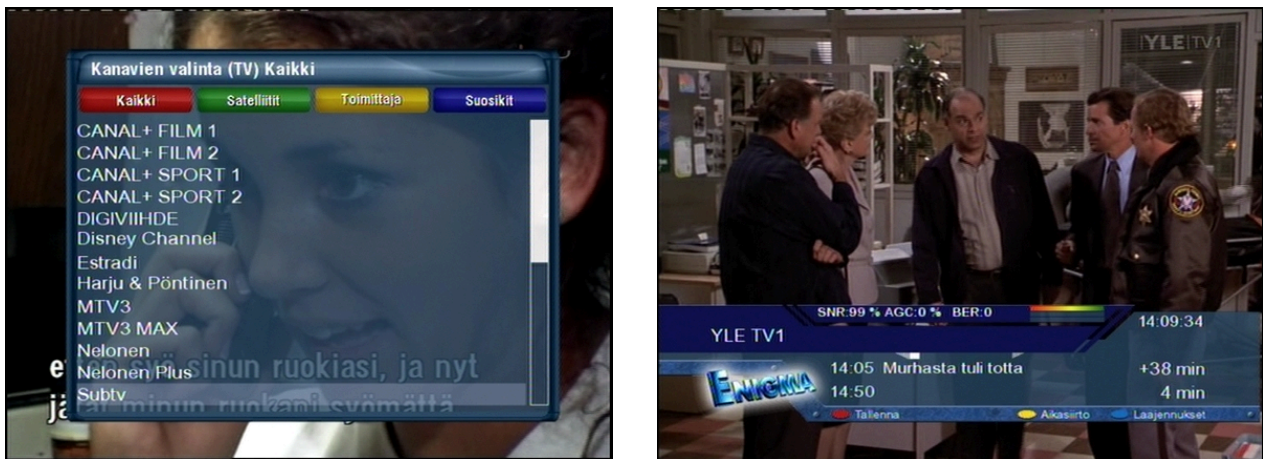 Kanavien valinta (TV) Kaikki
Kaikki Satelliitit Toimittaja Suosikit
CANAL+ FILM 1
CANAL+ FILM 2
CANAL+ SPORT 1
CANAL+ SPORT 2
DIGIVIIHDE
Disney Channel
Estradi
Harju & Pöntinen
MTV3
MTV3 MAX
Nelonen
Nelonen Plus
Subtv
sinun ruokiasi, ja nyt
minun ruokani syömättä
YLE TV1
SNR:99 % AGC:0 % BER:0
YLE TV1 14:09:34
ENIGMA
14:05 Murhasta tuli totta +38 min
14:50 4 min
Tallenna Aikasiirto Laajennukset